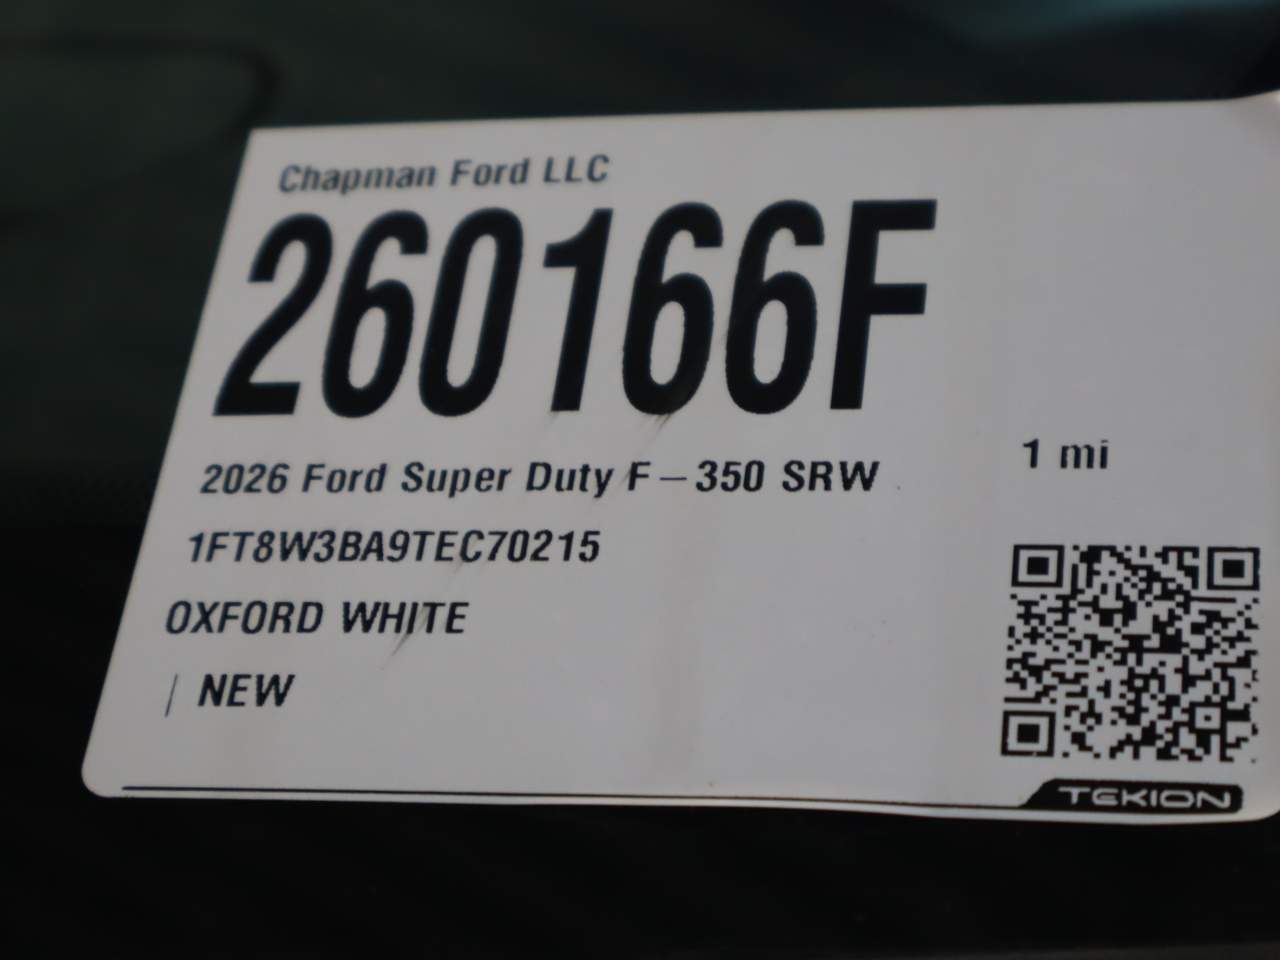 Chapman Ford LLC
260166F
2026 Ford Super Duty F-350 SRW
1 mi
1FT8W3BA9TEC70215
OXFORD WHITE
| NEW
TEKION